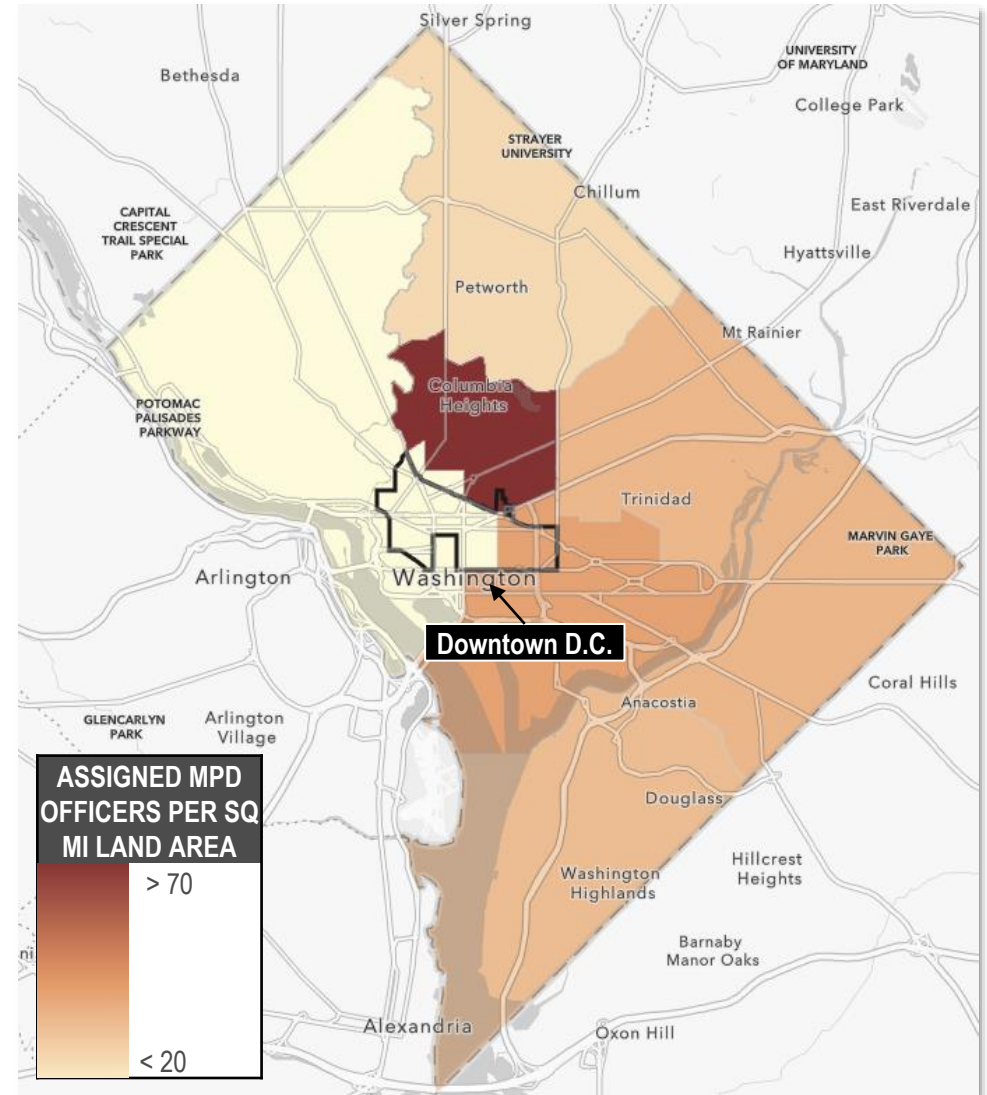 Silver Spring
UNIVERSITY
OF MARYLAND
Bethesda
College Park
STRAYER
UNIVERSITY
Chillum
East Riverdale
CAPITAL
CRESCENT
TRAIL SPECIAL
PARK
Hyattsville
Petworth
Mt Rainier
Columbia
Heights
POTOMAC
PALISADES
PARKWAY
Trinidad
MARVIN GAYE
PARK
Arlington
Washington
Downtown D.C.
Coral Hills
Anacostia
GLENCARLYN
PARK
Arlington
Village
ASSIGNED MPD
OFFICERS PER SQ
MI LAND AREA
> 70
< 20
Douglass
Hillcrest
Heights
Washington
Highlands
Barnaby
Manor Oaks
ni
Alexandria
Oxon Hill